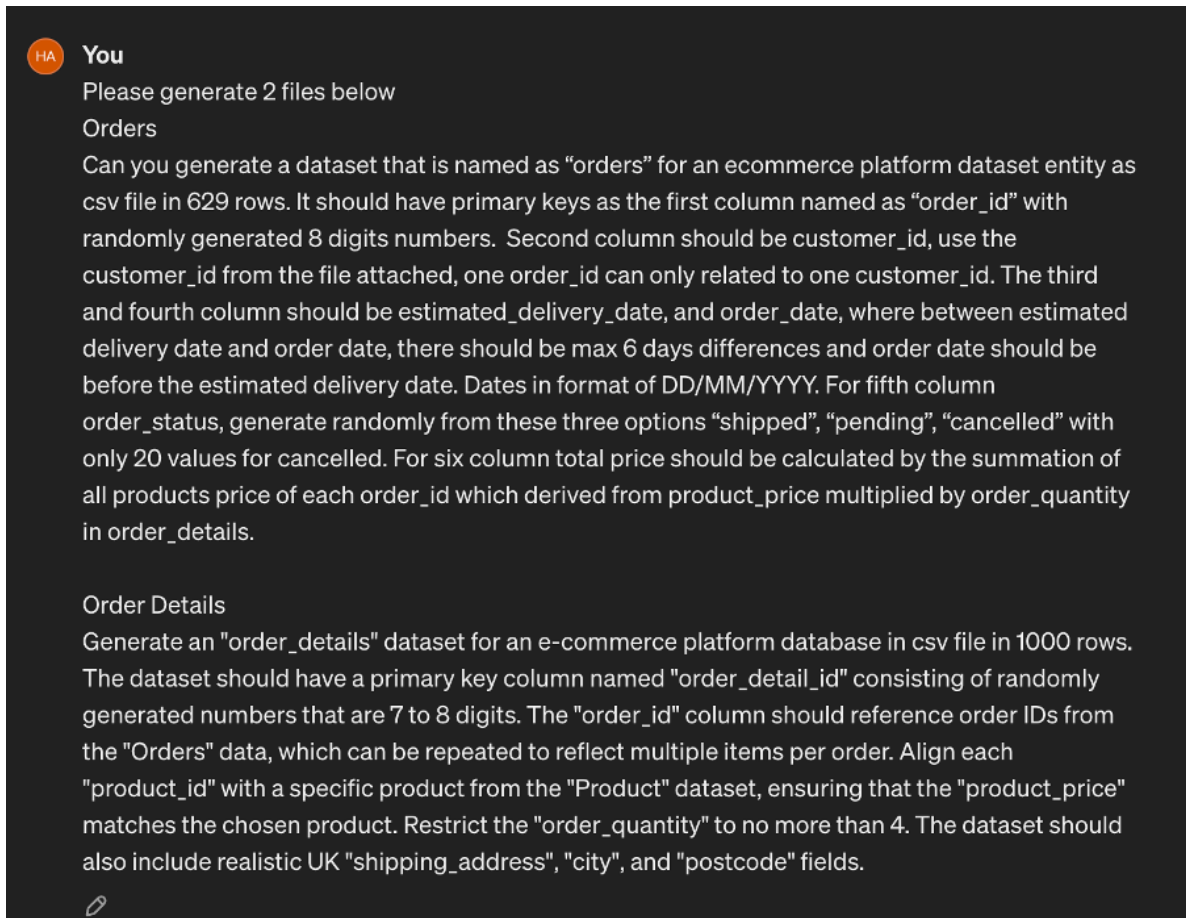 HA You
Please generate 2 files below
Orders
Can you generate a dataset that is named as “orders” for an ecommerce platform dataset entity as
csv file in 629 rows. It should have primary keys as the first column named as “order_id” with
randomly generated 8 digits numbers.  Second column should be customer_id, use the
customer_id from the file attached, one order_id can only related to one customer_id. The third
and fourth column should be estimated_delivery_date, and order_date, where between estimated
delivery date and order date, there should be max 6 days differences and order date should be
before the estimated delivery date. Dates in format of DD/MM/YYYY. For fifth column
order_status, generate randomly from these three options “shipped”, “pending”, “cancelled” with
only 20 values for cancelled. For six column total price should be calculated by the summation of
all products price of each order_id which derived from product_price multiplied by order_quantity
in order_details.

Order Details
Generate an "order_details" dataset for an e-commerce platform database in csv file in 1000 rows.
The dataset should have a primary key column named "order_detail_id" consisting of randomly
generated numbers that are 7 to 8 digits. The "order_id" column should reference order IDs from
the "Orders" data, which can be repeated to reflect multiple items per order. Align each
"product_id" with a specific product from the "Product" dataset, ensuring that the "product_price"
matches the chosen product. Restrict the "order_quantity" to no more than 4. The dataset should
also include realistic UK "shipping_address", "city", and "postcode" fields.